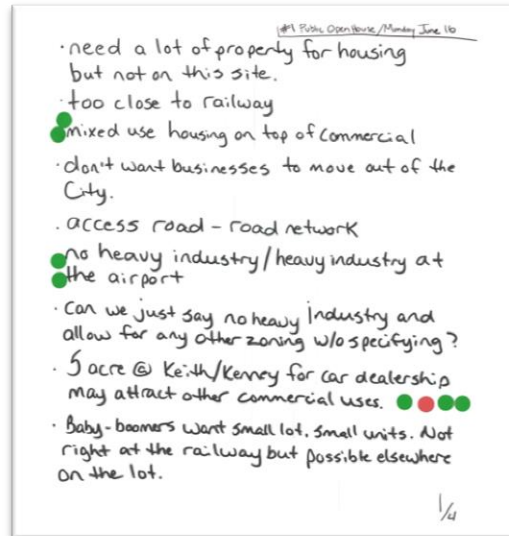 #1 Public Open House/Monday June 16
· need a lot of property for housing
but not on this site.
· too close to railway
mixed use housing on top of commercial
· don't want businesses to move out of the
City.
· access road - road network
no heavy industry/heavy industry at
the airport
· Can we just say no heavy industry and
allow for any other zoning w/o specifying?
· 5 acre @ Keith/Kenney for car dealership
may attract other commercial uses.
· Baby-boomers want small lot, small units. Not
right at the railway but possible elsewhere
on the lot.
1/4